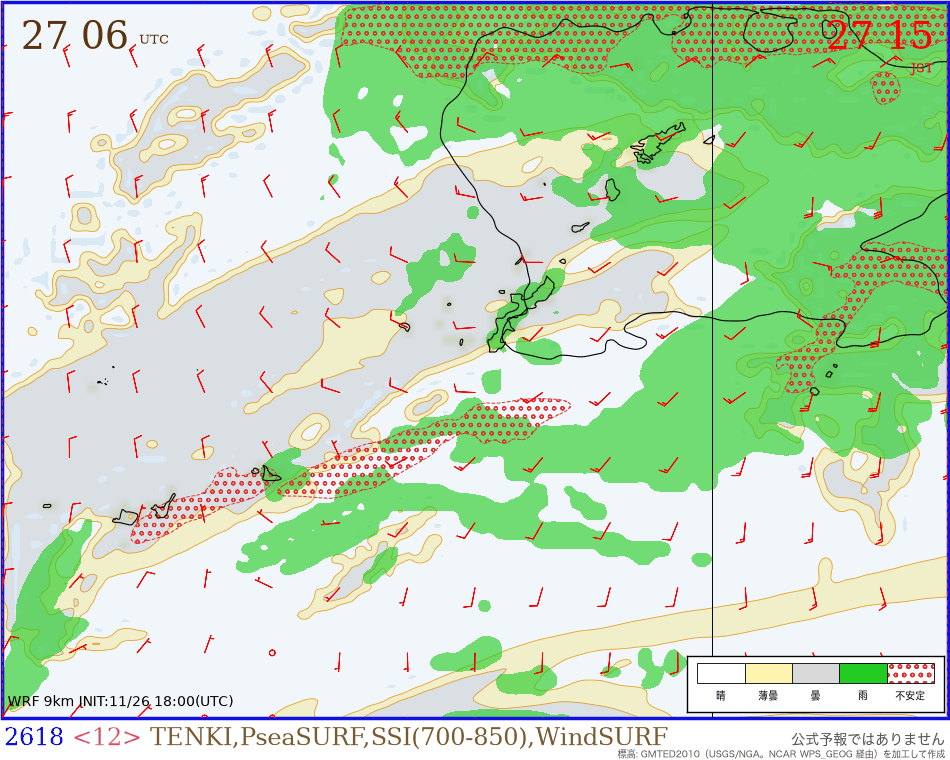 27 06 UTC
27 15
JST
WRF 9km INIT:11/26 18:00(UTC)
晴 薄曇 曇 雨 不安定
2618 <12> TENKI,PseaSURF,SSI(700-850),WindSURF
公式予報ではありません
標高: GMTED2010（USGS/NGA。NCAR WPS_GEOG 経由）を加工して作成